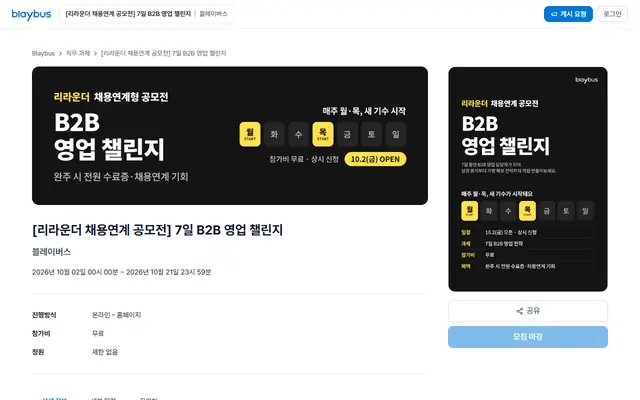 blaybus
[리라운더 채용연계 공모전] 7일 B2B 영업 챌린지 | 블레이버스
게시 요청
로그인
Blaybus > 직무 과제 > [리라운더 채용연계 공모전] 7일 B2B 영업 챌린지
리라운더 채용연계형 공모전
B2B
영업 챌린지
완주 시 전원 수료증·채용연계 기회
매주 월·목, 새 기수 시작
월 START 화 수 목 START 금 토 일
참가비 무료 · 상시 신청 10.2(금) OPEN
blaybus
리라운더 채용연계 공모전
B2B
영업 챌린지
매주 월·목, 새 기수가 시작돼요
월 START 화 수 목 START 금 토 일
일정 10.2(금) 오픈 · 상시 신청
과제 7일 B2B 영업 전략
참가비 무료
혜택 완주 시 전원 수료증·채용연계 기회
[리라운더 채용연계 공모전] 7일 B2B 영업 챌린지
블레이버스
2026년 10월 02일 00시 00분 ~ 2026년 10월 21일 23시 59분
공유
모집 마감
진행방식 온라인 - 홈페이지
참가비 무료
정원 제한 없음